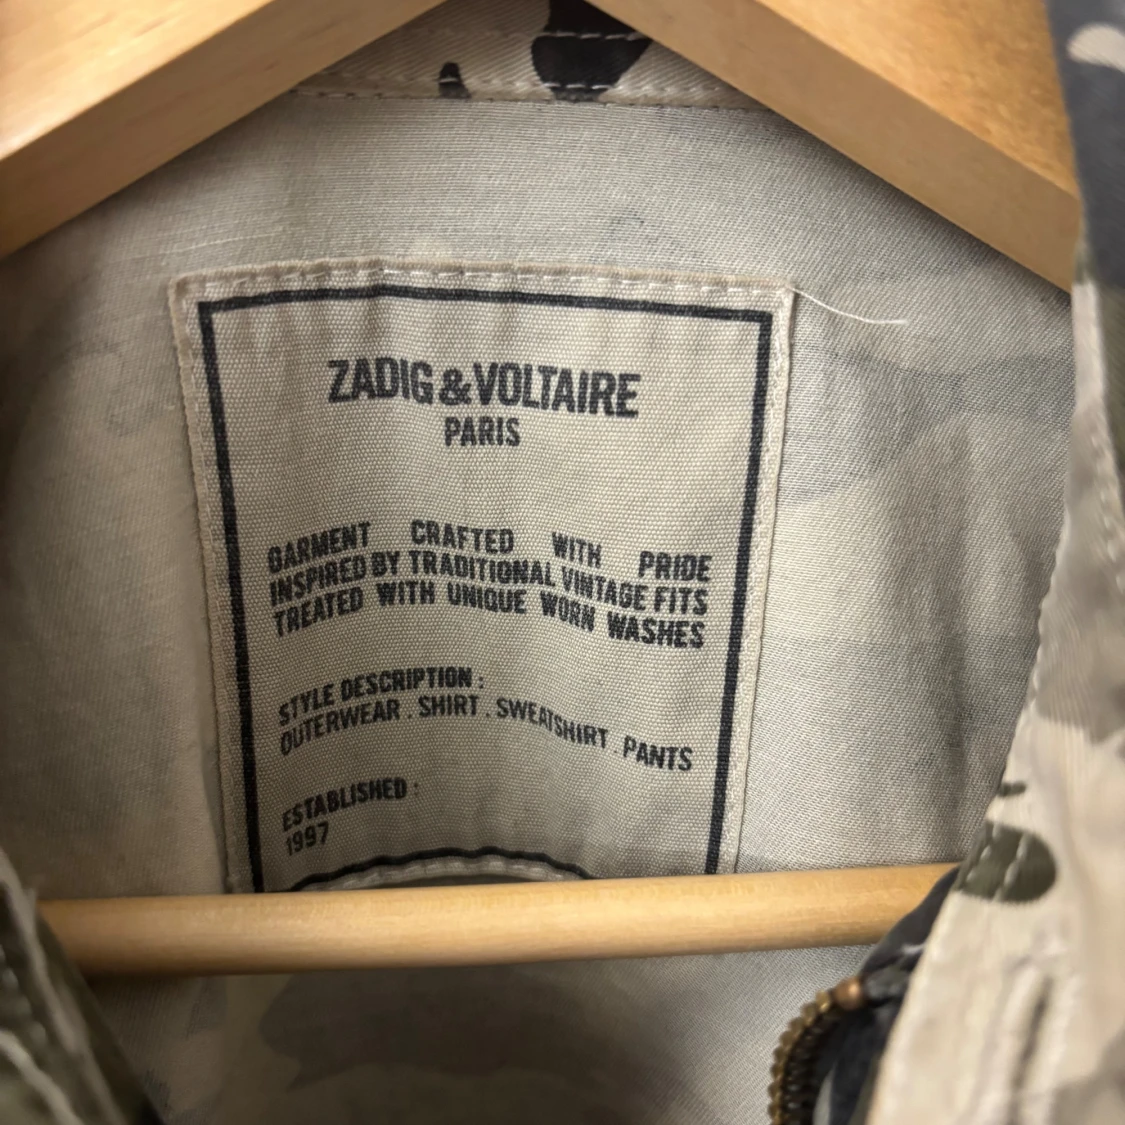 ZADIG&VOLTAIRE
PARIS
GARMENT CRAFTED WITH PRIDE
INSPIRED BY TRADITIONAL VINTAGE FITS
TREATED WITH UNIQUE WORN WASHES
STYLE DESCRIPTION :
OUTERWEAR . SHIRT . SWEATSHIRT PANTS
ESTABLISHED :
1997